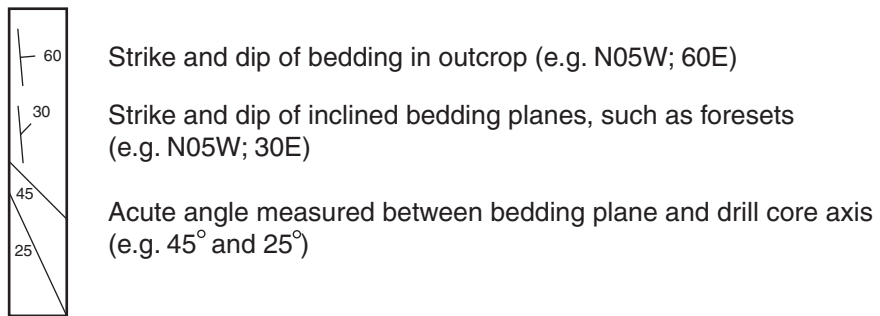 60
Strike and dip of bedding in outcrop (e.g. N05W; 60E)
30
Strike and dip of inclined bedding planes, such as foresets
(e.g. N05W; 30E)
45
Acute angle measured between bedding plane and drill core axis
(e.g. 45° and 25°)
25